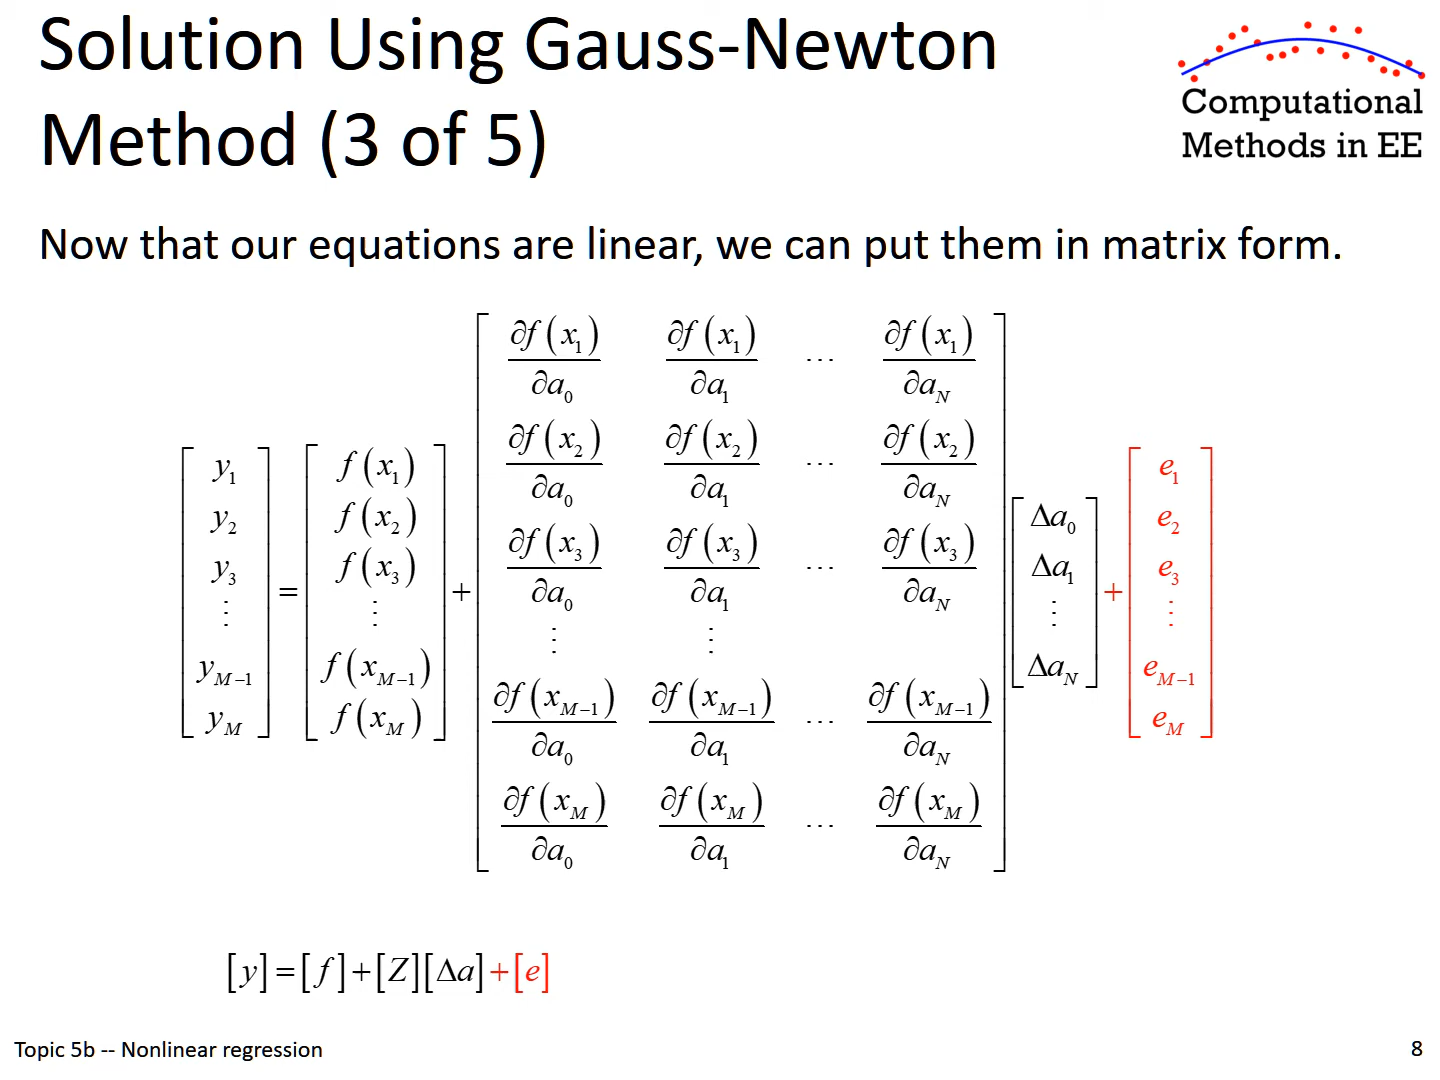 Solution Using Gauss-Newton
Method (3 of 5)
Computational
Methods in EE
Now that our equations are linear, we can put them in matrix form.
[y₁ y₂ y₃ ⋮ y_{M−1} y_M] = [f(x₁) f(x₂) f(x₃) ⋮ f(x_{M−1}) f(x_M)] +
[∂f(x₁)/∂a₀ ∂f(x₁)/∂a₁ ⋯ ∂f(x₁)/∂a_N
∂f(x₂)/∂a₀ ∂f(x₂)/∂a₁ ⋯ ∂f(x₂)/∂a_N
∂f(x₃)/∂a₀ ∂f(x₃)/∂a₁ ⋯ ∂f(x₃)/∂a_N
⋮ ⋮
∂f(x_{M−1})/∂a₀ ∂f(x_{M−1})/∂a₁ ⋯ ∂f(x_{M−1})/∂a_N
∂f(x_M)/∂a₀ ∂f(x_M)/∂a₁ ⋯ ∂f(x_M)/∂a_N]
[Δa₀ Δa₁ ⋮ Δa_N] + [e₁ e₂ e₃ ⋮ e_{M−1} e_M]
[y]=[f]+[Z][Δa]+[e]
Topic 5b -- Nonlinear regression
8